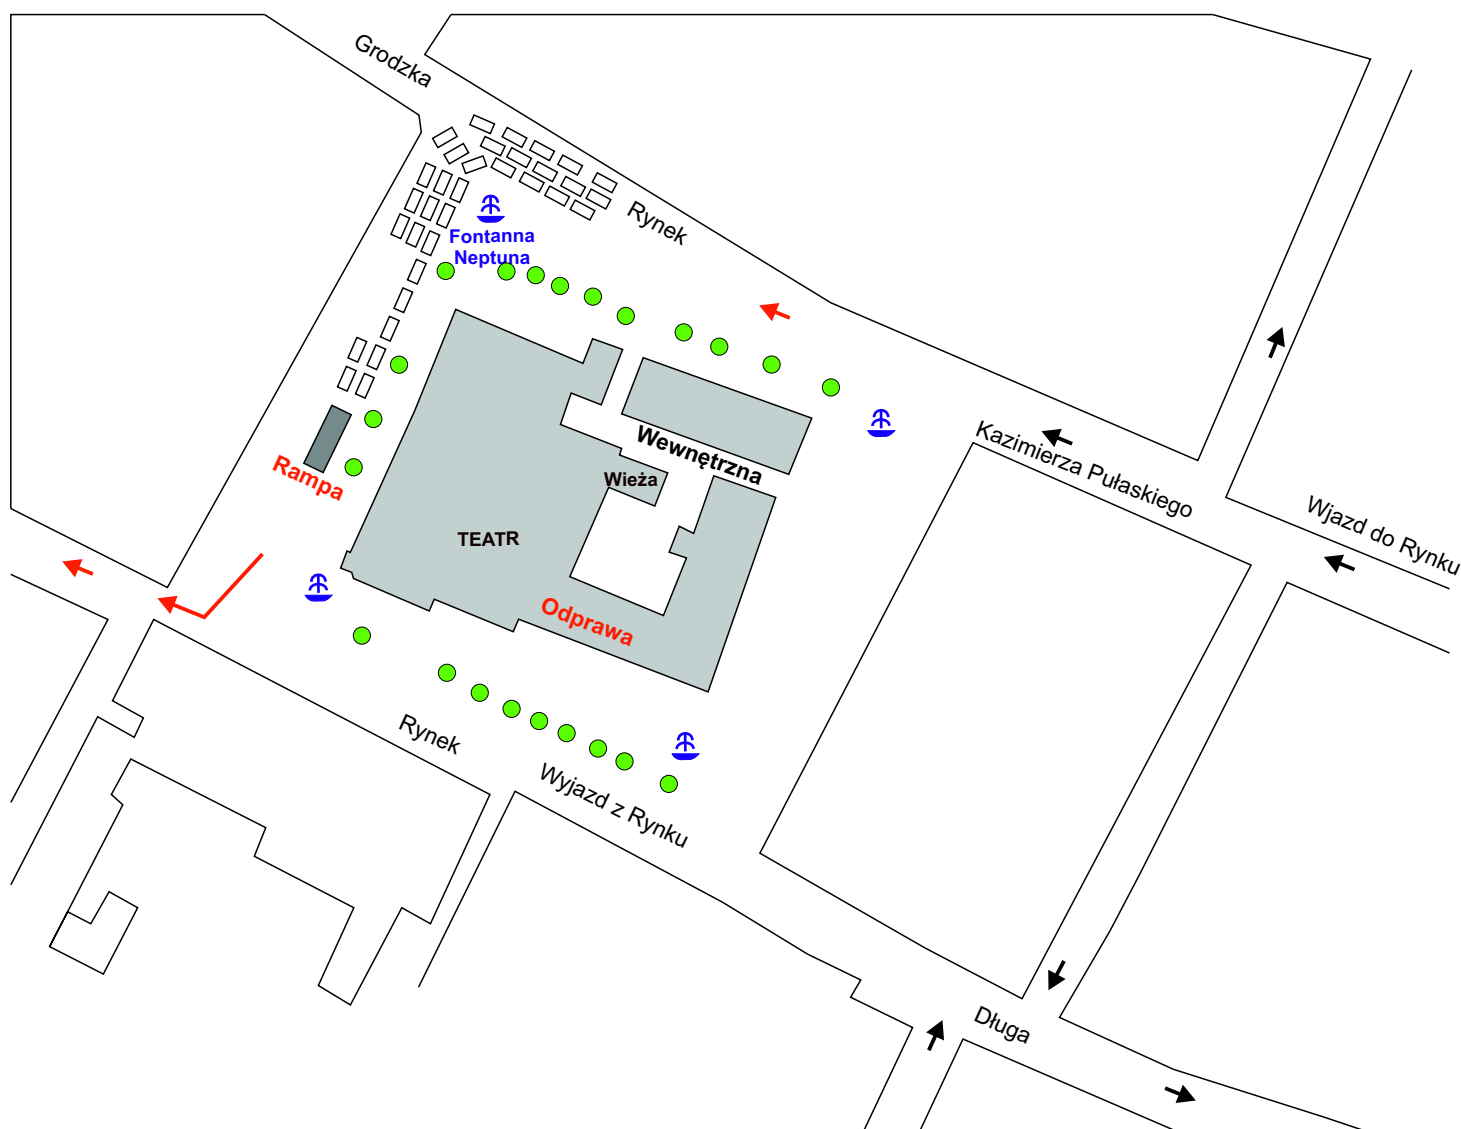 Grodzka
Rynek
Fontanna
Neptuna
Kazimierza Pułaskiego
Wjazd do Rynku
Wewnętrzna
Wieża
Rampa
TEATR
Odprawa
Rynek
Wyjazd z Rynku
Długa